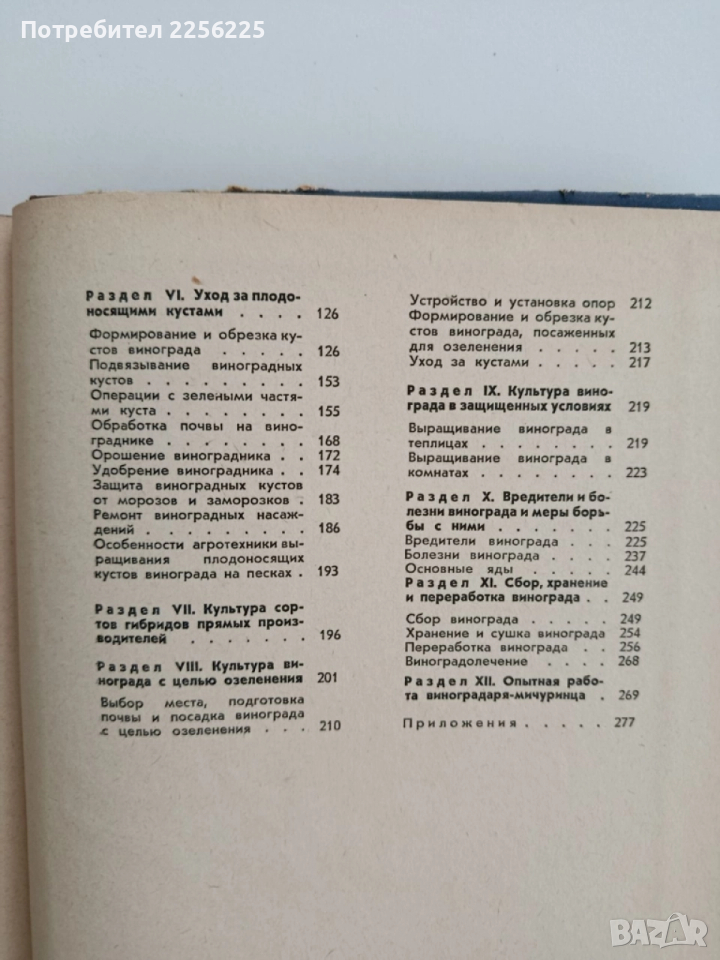 Потребител 2256225
Раздел VI. Уход за плодо-
носящими кустами . . . . 126
Формирование и обрезка ку-
стов винограда . . . . . 126
Подвязывание виноградных
кустов . . . . . . . . 153
Операции с зелеными частя-
ми куста . . . . . . . . 155
Обработка почвы на вино-
граднике . . . . . . . 168
Орошение виноградника . . 172
Удобрение виноградника . . 174
Защита виноградных кустов
от морозов и заморозков . 183
Ремонт виноградных насаж-
дений . . . . . . . . 186
Особенности агротехники вы-
ращивания плодоносящих
кустов винограда на песках . 193
Раздел VII. Культура сор-
тов гибридов прямых произ-
водителей . . . . . . . 196
Раздел VIII. Культура ви-
нограда с целью озеленения 201
Выбор места, подготовка
почвы и посадка винограда
с целью озеленения . . . 210
Устройство и установка опор 212
Формирование и обрезка ку-
стов винограда, посаженных
для озеленения . . . . . 213
Уход за кустами . . . . . 217
Раздел IX. Культура вино-
града в защищенных условиях 219
Выращивание винограда в
теплицах . . . . . . . 219
Выращивание винограда в
комнатах . . . . . . . 223
Раздел X. Вредители и бо-
лезни винограда и меры борь-
бы с ними . . . . . . . 225
Вредители винограда . . . 225
Болезни винограда . . . 237
Основные яды . . . . . 244
Раздел XI. Сбор, хранение
и переработка винограда . . 249
Сбор винограда . . . . . 249
Хранение и сушка винограда 254
Переработка винограда . . 256
Виноградолечение . . . . 268
Раздел XII. Опытная рабо-
та виноградаря-мичуринца . 269
Приложения . . . . . 277
BAZAR